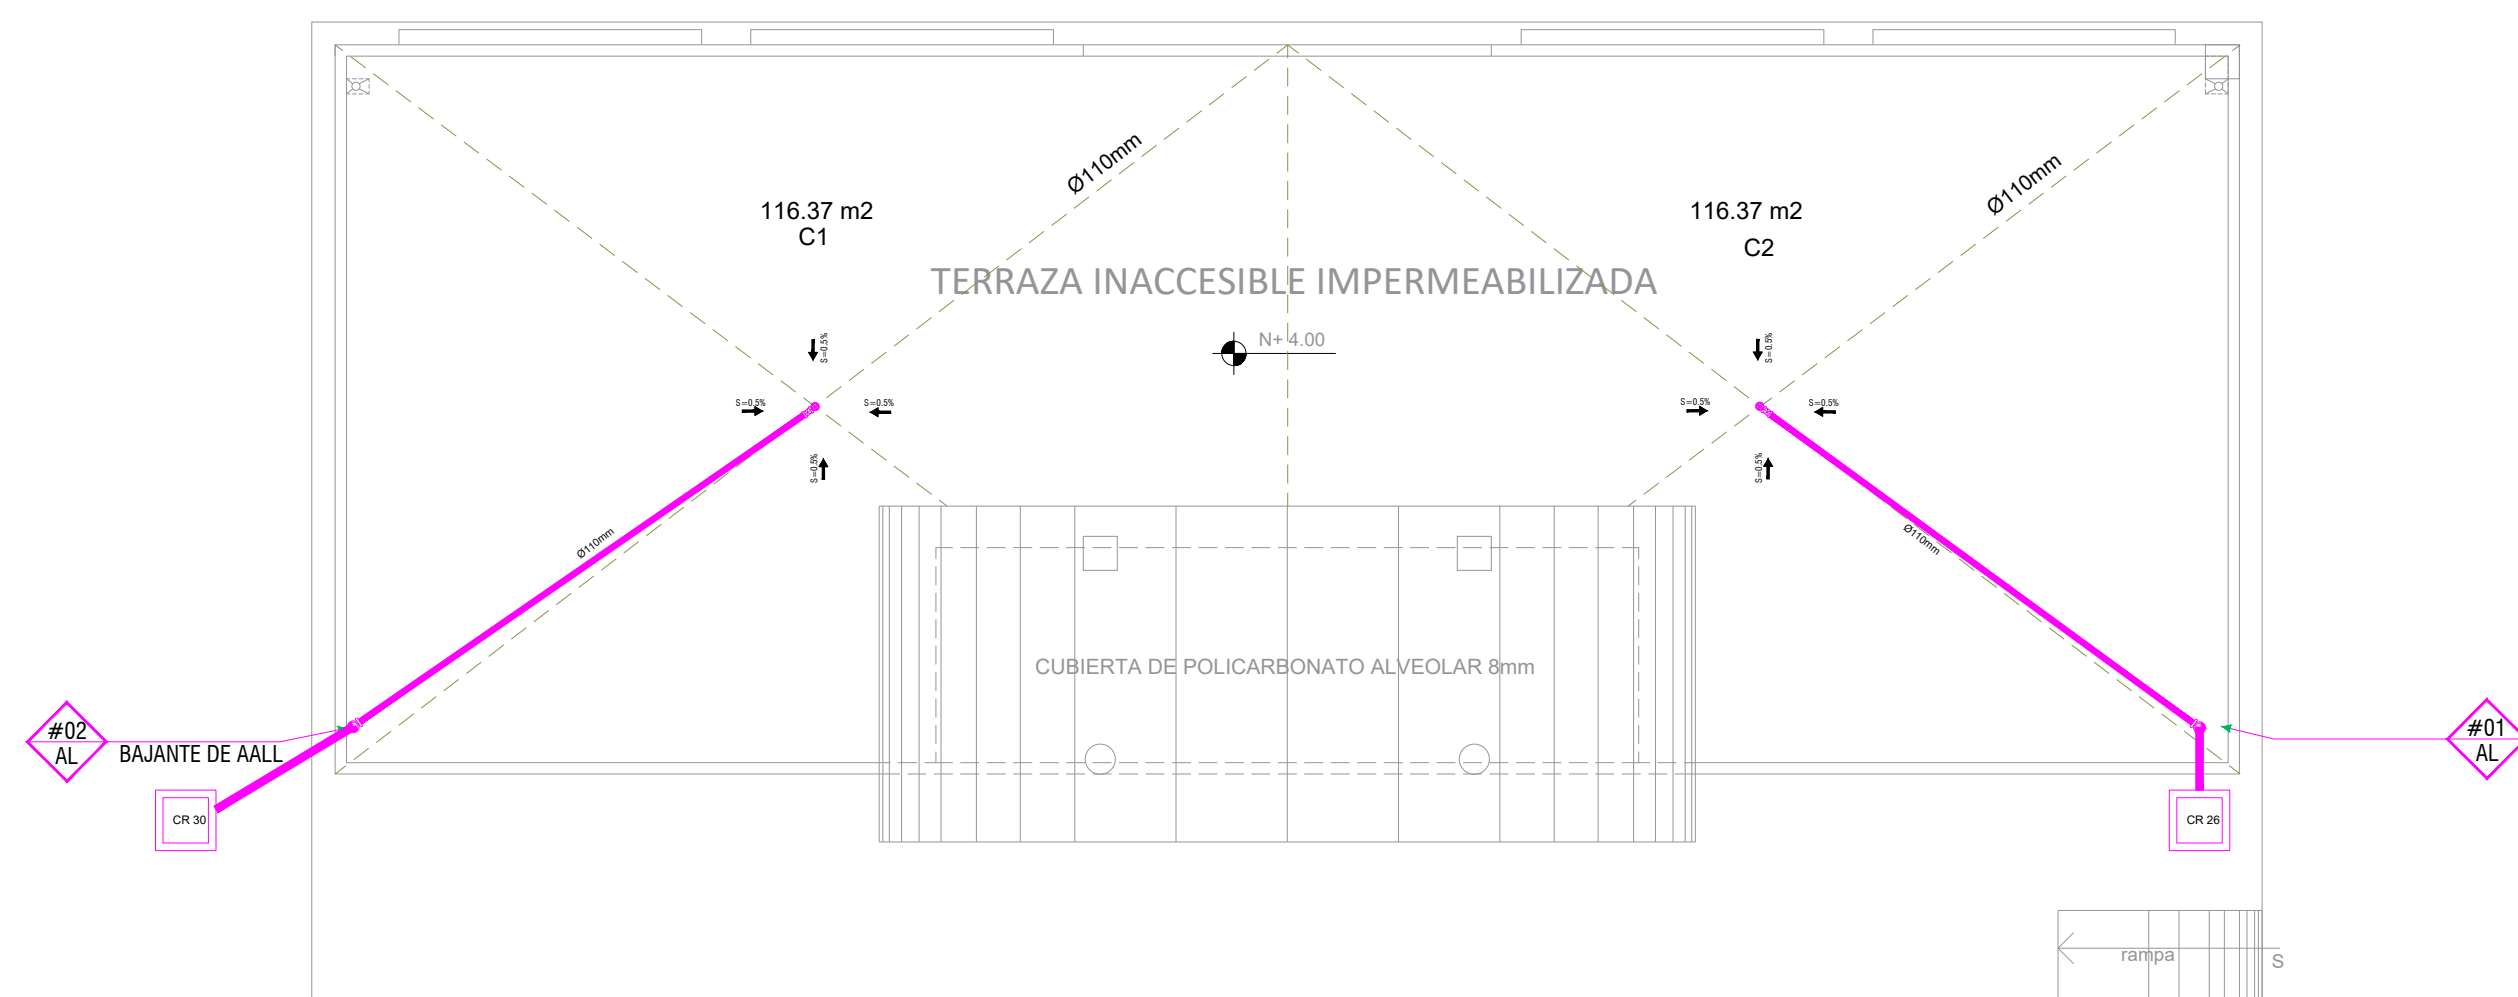 Ø110mm
Ø110mm
116.37 m2
C1
116.37 m2
C2
TERRAZA INACCESIBLE IMPERMEABILIZADA
N+ 4.00
S=0.5%
S=0.5%
S=0.5%
S=0.5%
S=0.5%
S=0.5%
S=0.5%
S=0.5%
Ø110mm
Ø110mm
CUBIERTA DE POLICARBONATO ALVEOLAR 8mm
#02
AL
BAJANTE DE AALL
#01
AL
CR 30
CR 26
rampa
S